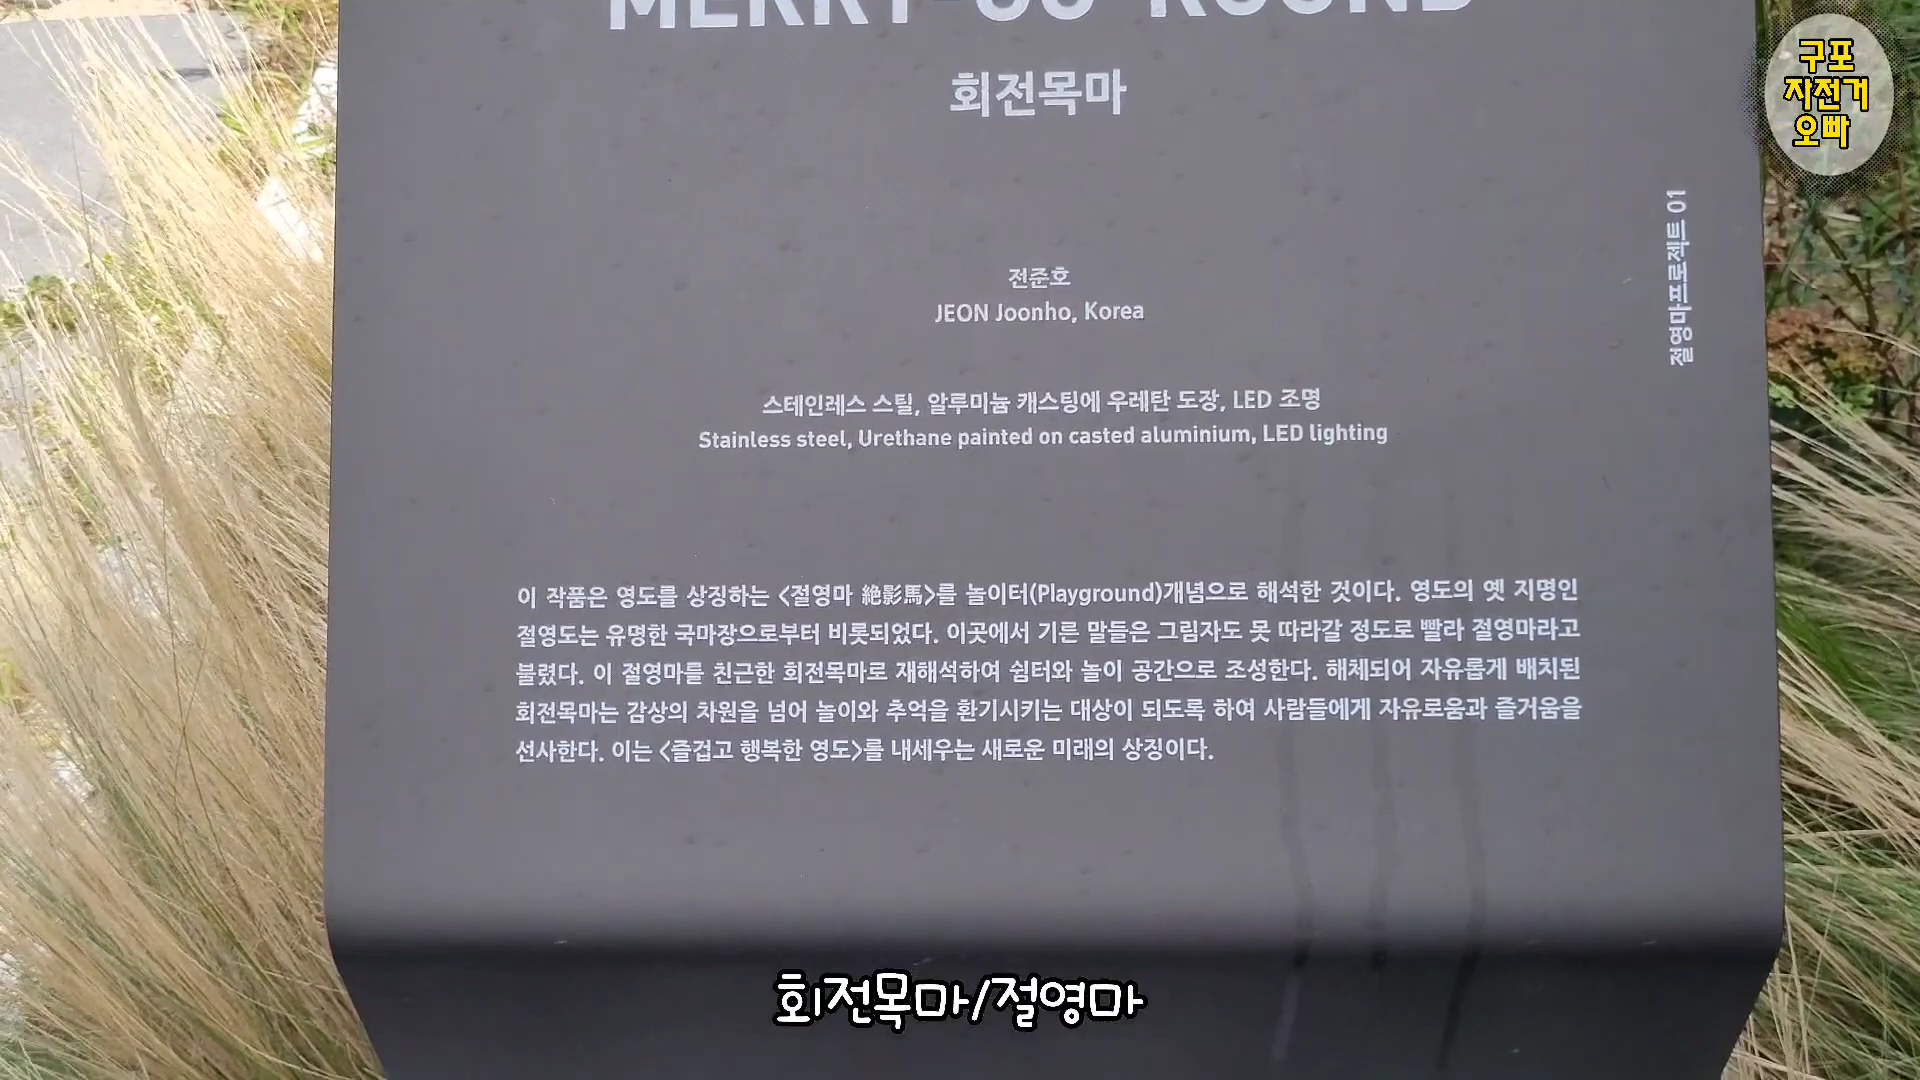 MERRY-GO-ROUND
회전목마
구포
자전거
오빠
절영마프로젝트 01
전준호
JEON Joonho, Korea
스테인레스 스틸, 알루미늄 캐스팅에 우레탄 도장, LED 조명
Stainless steel, Urethane painted on casted aluminium, LED lighting
이 작품은 영도를 상징하는 <절영마 絶影馬>를 놀이터(Playground)개념으로 해석한 것이다. 영도의 옛 지명인
절영도는 유명한 국마장으로부터 비롯되었다. 이곳에서 기른 말들은 그림자도 못 따라갈 정도로 빨라 절영마라고
불렸다. 이 절영마를 친근한 회전목마로 재해석하여 쉼터와 놀이 공간으로 조성한다. 해체되어 자유롭게 배치된
회전목마는 감상의 차원을 넘어 놀이와 추억을 환기시키는 대상이 되도록 하여 사람들에게 자유로움과 즐거움을
선사한다. 이는 <즐겁고 행복한 영도>를 내세우는 새로운 미래의 상징이다.
회전목마/절영마